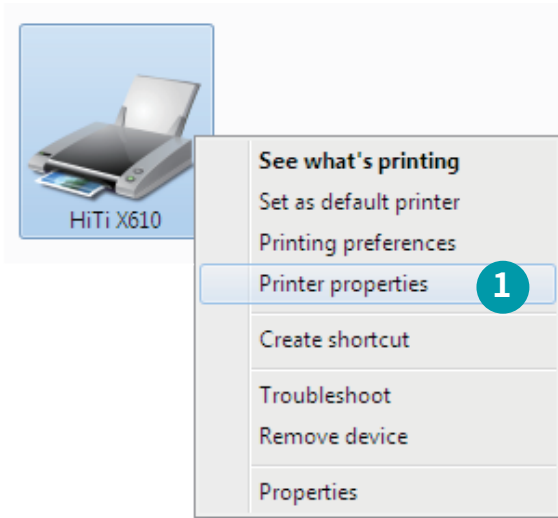 HiTi X610
See what's printing
Set as default printer
Printing preferences
Printer properties 1
Create shortcut
Troubleshoot
Remove device
Properties